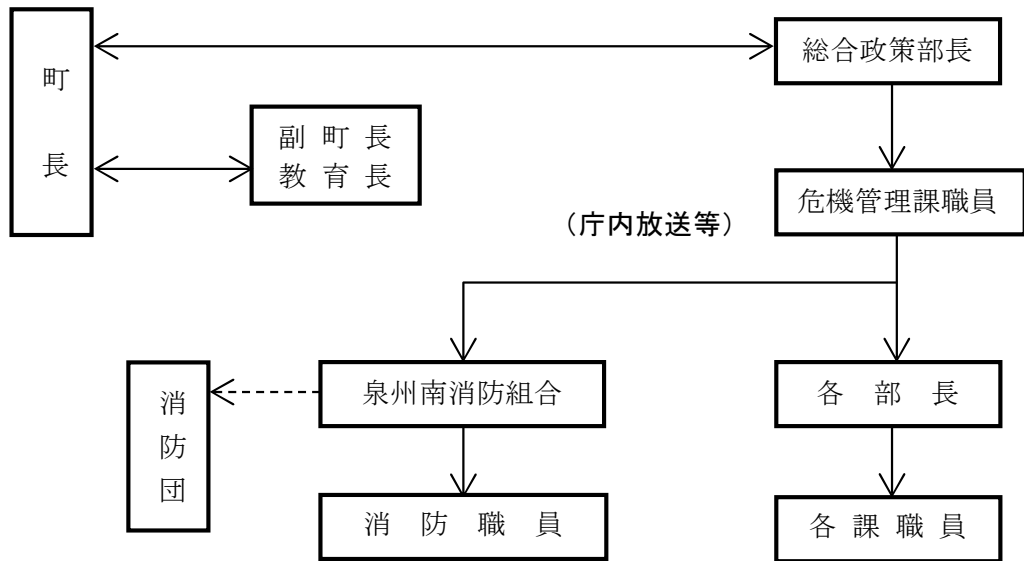 町長
総合政策部長
副町長
教育長
危機管理課職員
（庁内放送等）
消防団
泉州南消防組合
各部長
消防職員
各課職員